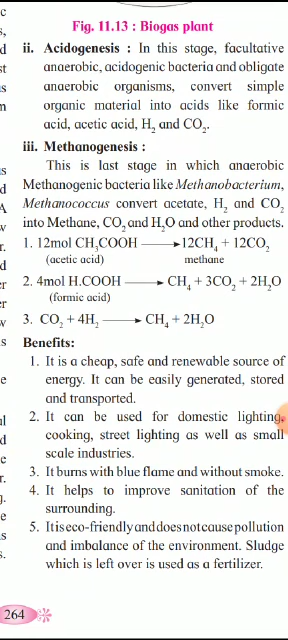 Fig. 11.13 : Biogas plant
ii. Acidogenesis : In this stage, facultative
anaerobic, acidogenic bacteria and obligate
anaerobic organisms, convert simple
organic material into acids like formic
acid, acetic acid, H₂ and CO₂.
iii. Methanogenesis :
This is last stage in which anaerobic
Methanogenic bacteria like Methanobacterium,
Methanococcus convert acetate, H₂ and CO₂
into Methane, CO₂ and H₂O and other products.
1. 12mol CH₃COOH ⟶ 12CH₄ + 12CO₂
(acetic acid) methane
2. 4mol H.COOH ⟶ CH₄ + 3CO₂ + 2H₂O
(formic acid)
3. CO₂ + 4H₂ ⟶ CH₄ + 2H₂O
Benefits:
1. It is a cheap, safe and renewable source of
energy. It can be easily generated, stored
and transported.
2. It can be used for domestic lighting,
cooking, street lighting as well as small
scale industries.
3. It burns with blue flame and without smoke.
4. It helps to improve sanitation of the
surrounding.
5. It is eco-friendly and does not cause pollution
and imbalance of the environment. Sludge
which is left over is used as a fertilizer.
264